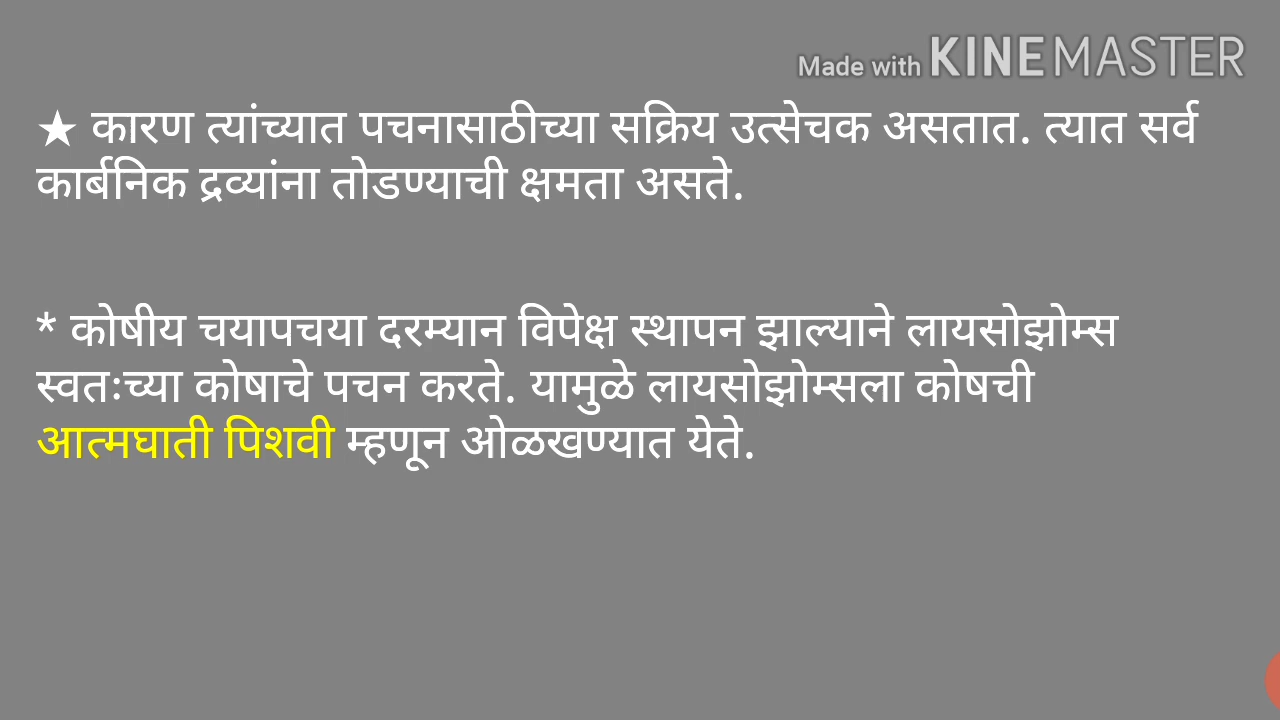 Made with KINEMASTER
★ कारण त्यांच्यात पचनासाठीच्या सक्रिय उत्सेचक असतात. त्यात सर्व
कार्बनिक द्रव्यांना तोडण्याची क्षमता असते.
* कोषीय चयापचया दरम्यान विपेक्ष स्थापन झाल्याने लायसोझोम्स
स्वतःच्या कोषाचे पचन करते. यामुळे लायसोझोम्सला कोषची
आत्मघाती पिशवी म्हणून ओळखण्यात येते.